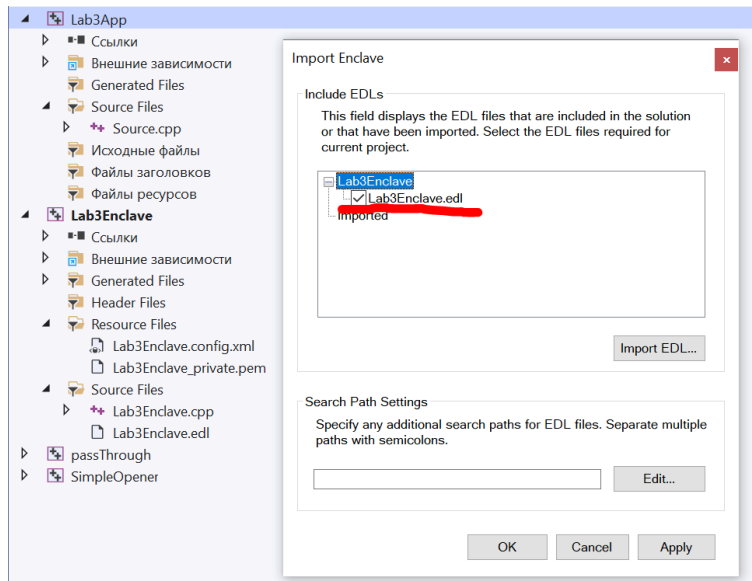 Lab3App
Ссылки
Внешние зависимости
Generated Files
Source Files
Source.cpp
Исходные файлы
Файлы заголовков
Файлы ресурсов
Lab3Enclave
Ссылки
Внешние зависимости
Generated Files
Header Files
Resource Files
Lab3Enclave.config.xml
Lab3Enclave_private.pem
Source Files
Lab3Enclave.cpp
Lab3Enclave.edl
passThrough
SimpleOpener
Import Enclave
Include EDLs
This field displays the EDL files that are included in the solution
or that have been imported. Select the EDL files required for
current project.
Lab3Enclave
Lab3Enclave.edl
Imported
Import EDL...
Search Path Settings
Specify any additional search paths for EDL files. Separate multiple
paths with semicolons.
Edit...
OK Cancel Apply